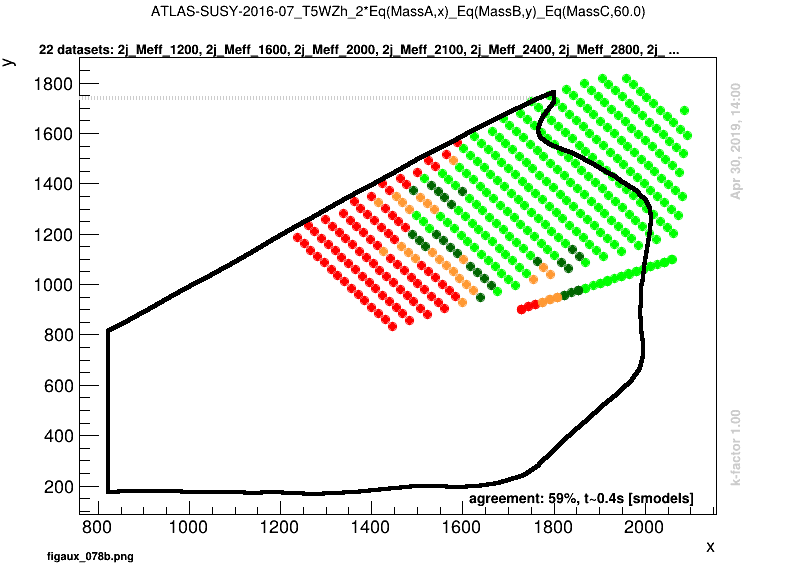 ATLAS-SUSY-2016-07_T5WZh_2*Eq(MassA,x)_Eq(MassB,y)_Eq(MassC,60.0)
22 datasets: 2j_Meff_1200, 2j_Meff_1600, 2j_Meff_2000, 2j_Meff_2100, 2j_Meff_2400, 2j_Meff_2800, 2j_ ...
y
1800
1600
1400
1200
1000
800
600
400
200
Apr 30, 2019, 14:00
k-factor 1.00
agreement: 59%, t~0.4s [smodels]
800 1000 1200 1400 1600 1800 2000
x
figaux_078b.png